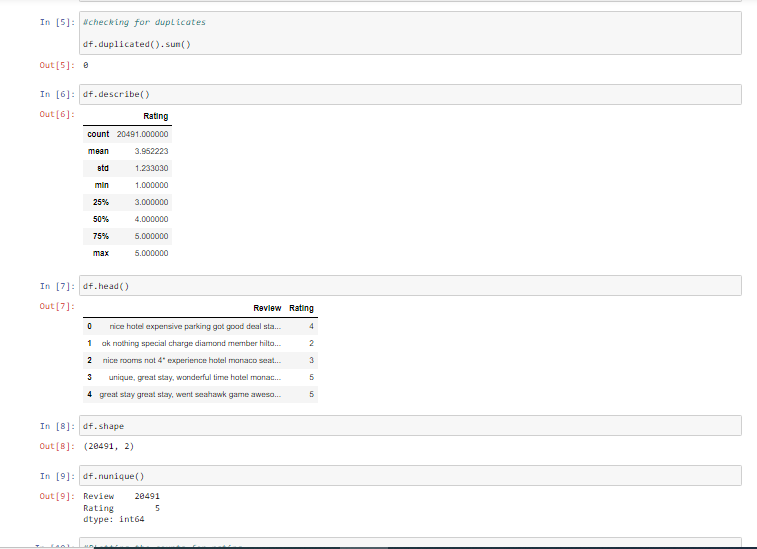 In [5]: #checking for duplicates
df.duplicated().sum()
Out[5]: 0
In [6]: df.describe()
Out[6]:
Rating
count 20491.000000
mean 3.952223
std 1.233030
min 1.000000
25% 3.000000
50% 4.000000
75% 5.000000
max 5.000000
In [7]: df.head()
Out[7]:
Review Rating
0 nice hotel expensive parking got good deal sta... 4
1 ok nothing special charge diamond member hilto... 2
2 nice rooms not 4* experience hotel monaco seat... 3
3 unique, great stay, wonderful time hotel monac... 5
4 great stay great stay, went seahawk game aweso... 5
In [8]: df.shape
Out[8]: (20491, 2)
In [9]: df.nunique()
Out[9]: Review 20491
Rating 5
dtype: int64